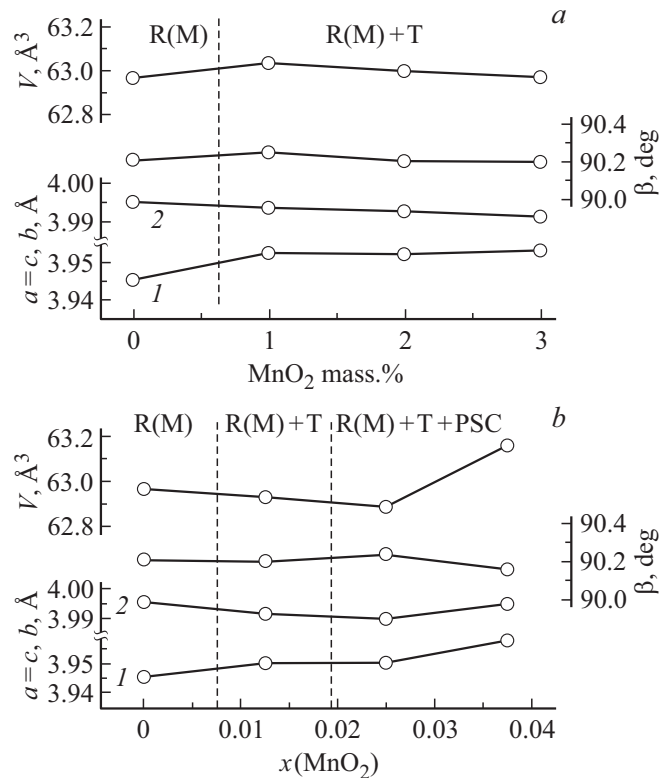 a
R(M) R(M) + T
V, Å³
63.2
63.0
62.8
90.4
90.2
90.0
β, deg
4.00
3.99
3.95
3.94
a = c, b, Å
2
1
0 1 2 3
MnO₂ mass.%
b
R(M) R(M) + T R(M) + T + PSC
V, Å³
63.2
63.0
62.8
90.4
90.2
90.0
β, deg
4.00
3.99
3.95
3.94
a = c, b, Å
2
1
0 0.01 0.02 0.03 0.04
x(MnO₂)